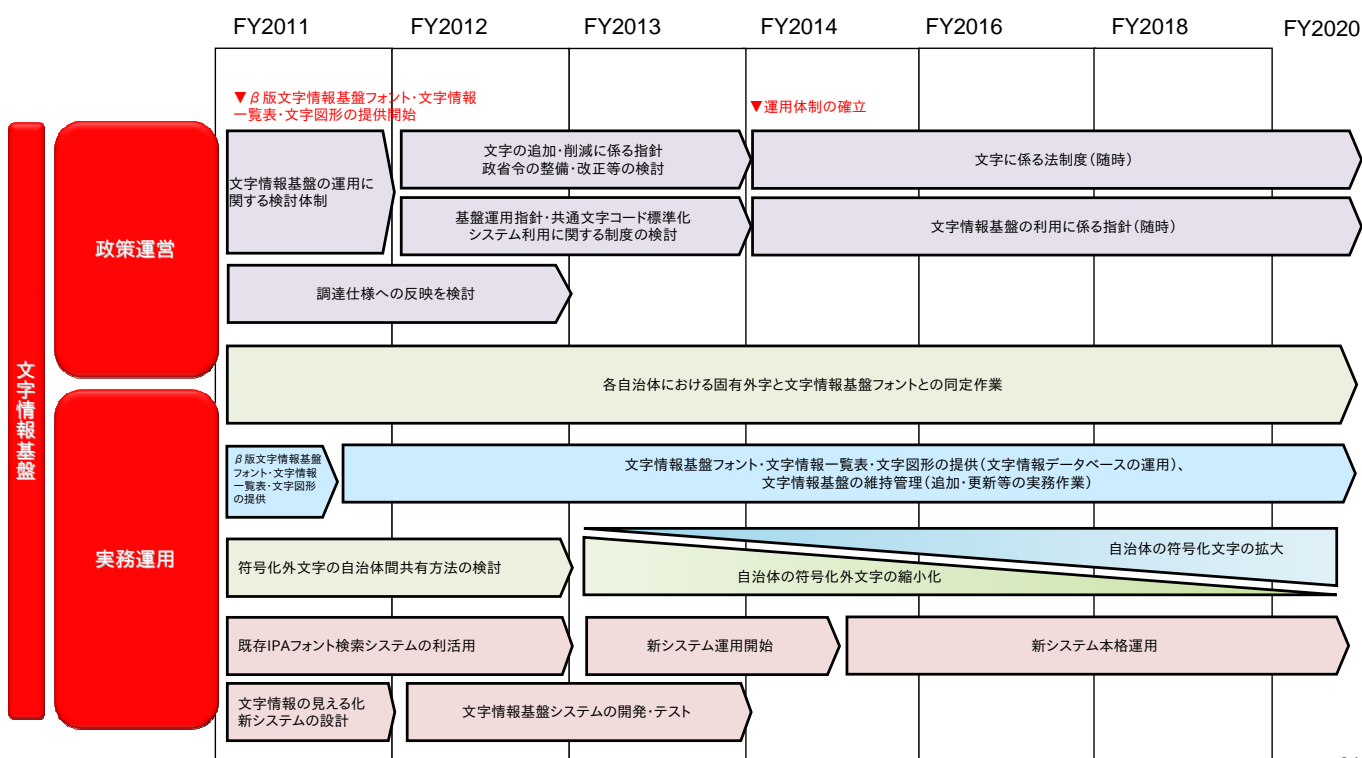 FY2011
FY2012
FY2013
FY2014
FY2016
FY2018
FY2020
▼β版文字情報基盤フォント・文字情報
一覧表・文字図形の提供開始
▼運用体制の確立
文字情報基盤
政策運営
文字情報基盤の運用に
関する検討体制
文字の追加・削減に係る指針
政省令の整備・改正等の検討
文字に係る法制度(随時)
基盤運用指針・共通文字コード標準化
システム利用に関する制度の検討
文字情報基盤の利用に係る指針(随時)
調達仕様への反映を検討
各自治体における固有外字と文字情報基盤フォントとの同定作業
実務運用
β版文字情報基盤
フォント・文字情報
一覧表・文字図形
の提供
文字情報基盤フォント・文字情報一覧表・文字図形の提供(文字情報データベースの運用)、
文字情報基盤の維持管理(追加・更新等の実務作業)
符号化外文字の自治体間共有方法の検討
自治体の符号化文字の拡大
自治体の符号化外文字の縮小化
既存IPAフォント検索システムの利活用
新システム運用開始
新システム本格運用
文字情報の見える化
新システムの設計
文字情報基盤システムの開発・テスト